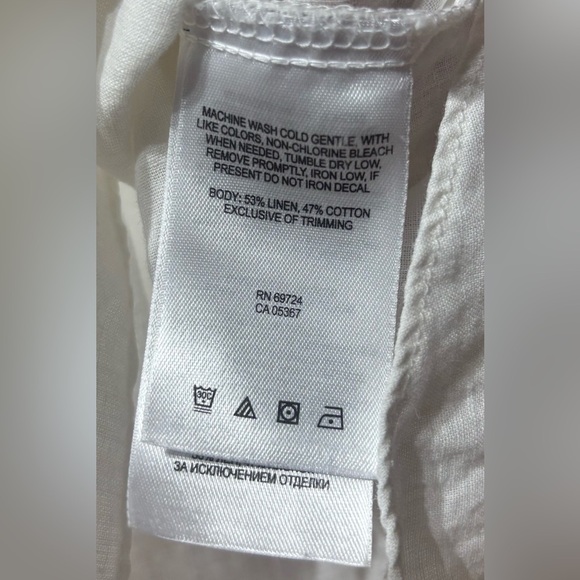 MACHINE WASH COLD GENTLE, WITH
LIKE COLORS, NON-CHLORINE BLEACH
WHEN NEEDED, TUMBLE DRY LOW,
REMOVE PROMPTLY, IRON LOW, IF
PRESENT DO NOT IRON DECAL
BODY: 53% LINEN, 47% COTTON
EXCLUSIVE OF TRIMMING
RN 69724
CA 05367
30C
ЗА ИСКЛЮЧЕНИЕМ ОТДЕЛКИ